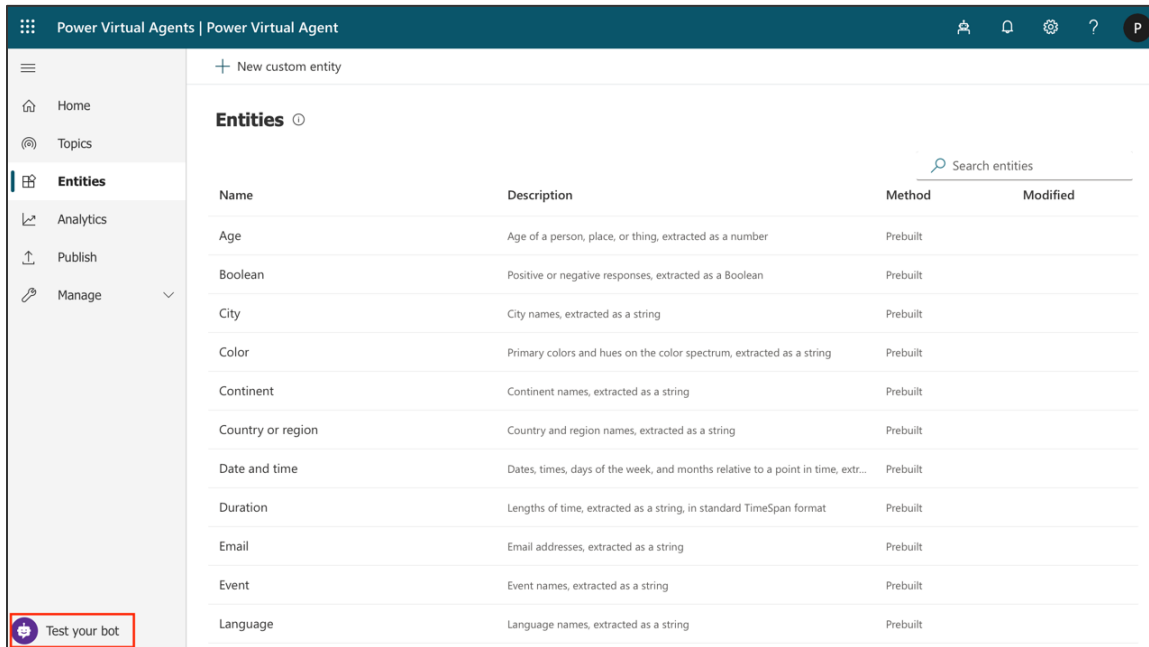 Power Virtual Agents | Power Virtual Agent
P
New custom entity
Home
Topics
Entities
Analytics
Publish
Manage
Test your bot
Entities
Search entities
Name Description Method Modified
Age Age of a person, place, or thing, extracted as a number Prebuilt
Boolean Positive or negative responses, extracted as a Boolean Prebuilt
City City names, extracted as a string Prebuilt
Color Primary colors and hues on the color spectrum, extracted as a string Prebuilt
Continent Continent names, extracted as a string Prebuilt
Country or region Country and region names, extracted as a string Prebuilt
Date and time Dates, times, days of the week, and months relative to a point in time, extr... Prebuilt
Duration Lengths of time, extracted as a string, in standard TimeSpan format Prebuilt
Email Email addresses, extracted as a string Prebuilt
Event Event names, extracted as a string Prebuilt
Language Language names, extracted as a string Prebuilt